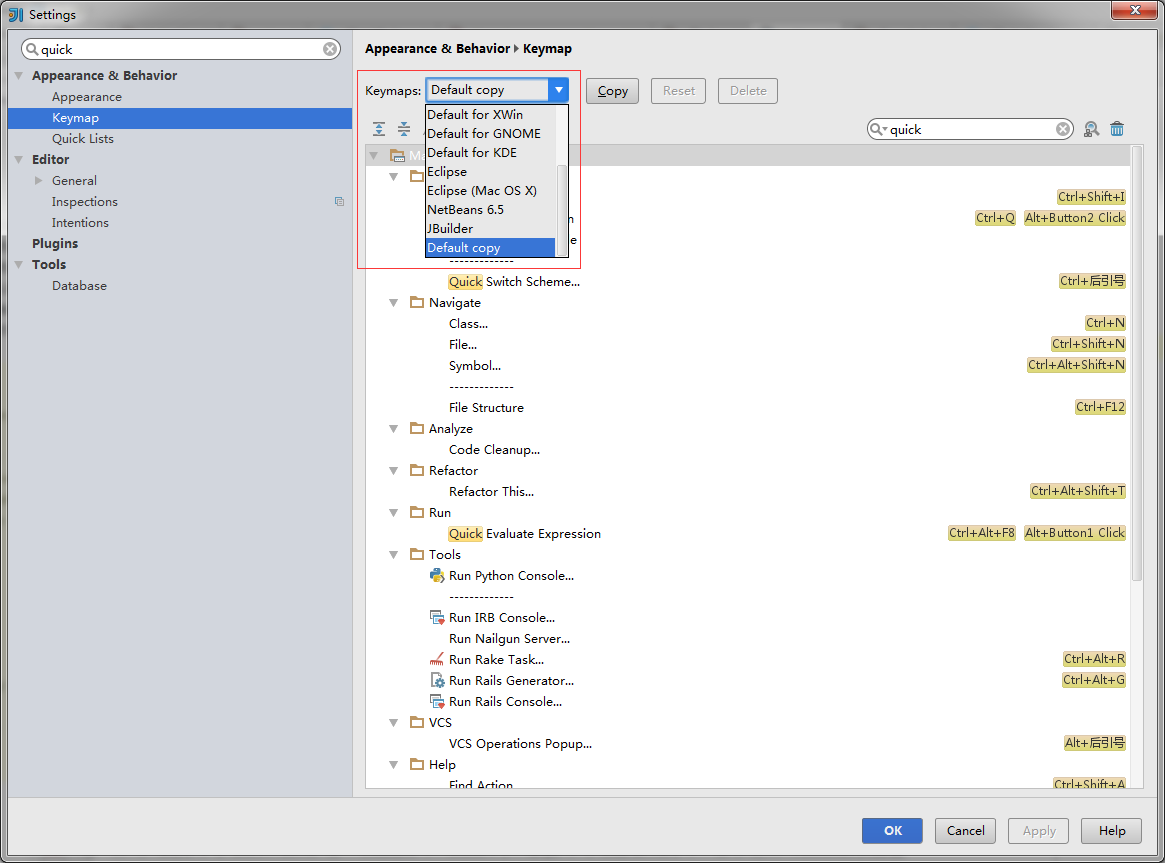 Settings
quick
Appearance & Behavior
Appearance
Keymap
Quick Lists
Editor
General
Inspections
Intentions
Plugins
Tools
Database
Appearance & Behavior Keymap
Keymaps: Default copy Copy Reset Delete
quick
Default for XWin
Default for GNOME
Default for KDE
Eclipse
Eclipse (Mac OS X)
NetBeans 6.5
JBuilder
Default copy
Ctrl+Shift+I
Ctrl+Q Alt+Button2 Click
-------------
Quick Switch Scheme... Ctrl+后引号
Navigate
Class... Ctrl+N
File... Ctrl+Shift+N
Symbol... Ctrl+Alt+Shift+N
-------------
File Structure Ctrl+F12
Analyze
Code Cleanup...
Refactor
Refactor This... Ctrl+Alt+Shift+T
Run
Quick Evaluate Expression Ctrl+Alt+F8 Alt+Button1 Click
Tools
Run Python Console...
-------------
Run IRB Console...
Run Nailgun Server...
Run Rake Task... Ctrl+Alt+R
Run Rails Generator... Ctrl+Alt+G
Run Rails Console...
VCS
VCS Operations Popup... Alt+后引号
Help
Find Action Ctrl+Shift+A
OK Cancel Apply Help